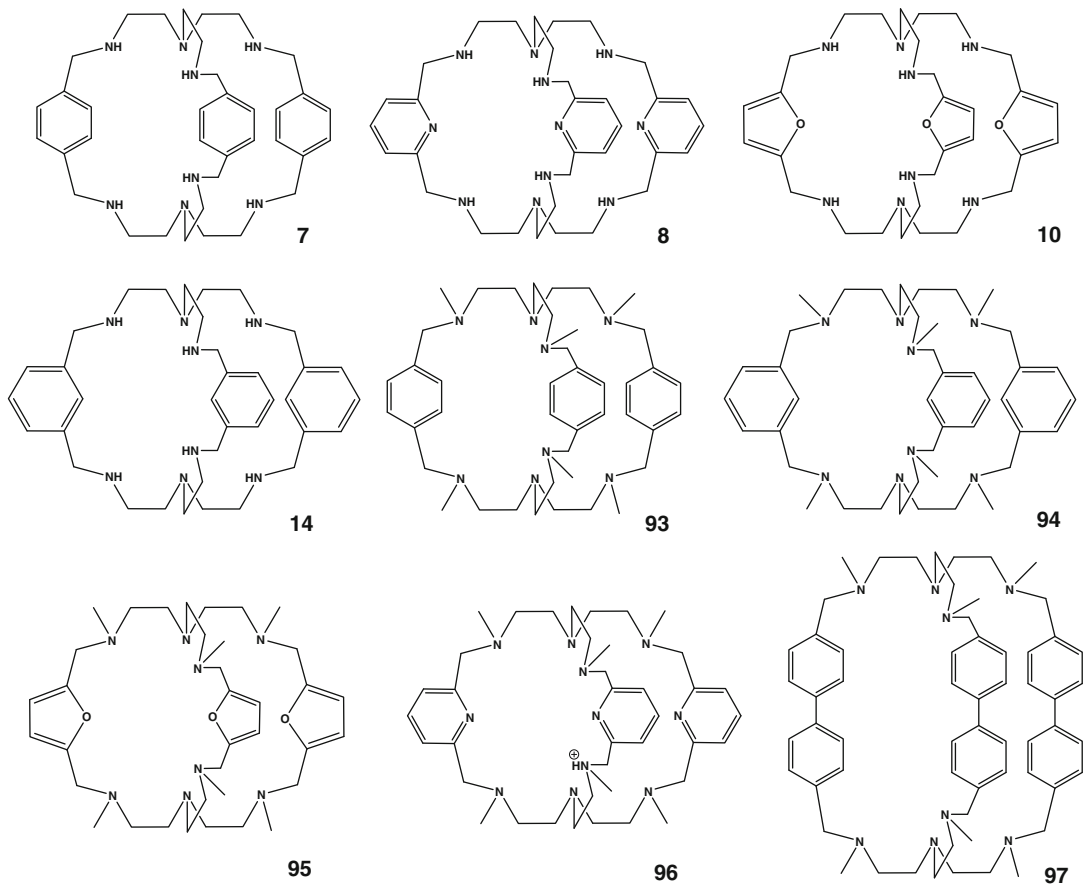 NH N HN NH N HN NH N HN
HN HN HN
N N N O O O
HN HN HN
NH N HN NH N HN NH N HN
7 8 10
NH N HN N N N N N N
HN N N
HN N N
NH N HN N N N N N N
14 93 94
N N N N N N N N N
N N N
O O O N N N
N ⊕ HN N
N N N N N N N N N
95 96 97